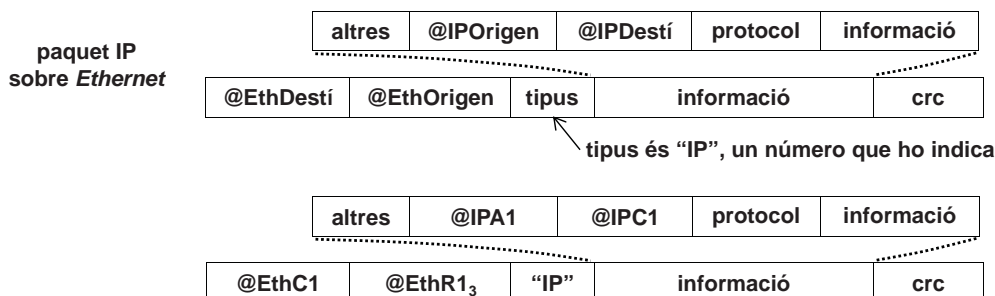 altres @IPOrigen @IPDestí protocol informació
paquet IP
sobre Ethernet
@EthDestí @EthOrigen tipus informació crc
tipus és “IP”, un número que ho indica
altres @IPA1 @IPC1 protocol informació
@EthC1 @EthR1₃ “IP” informació crc